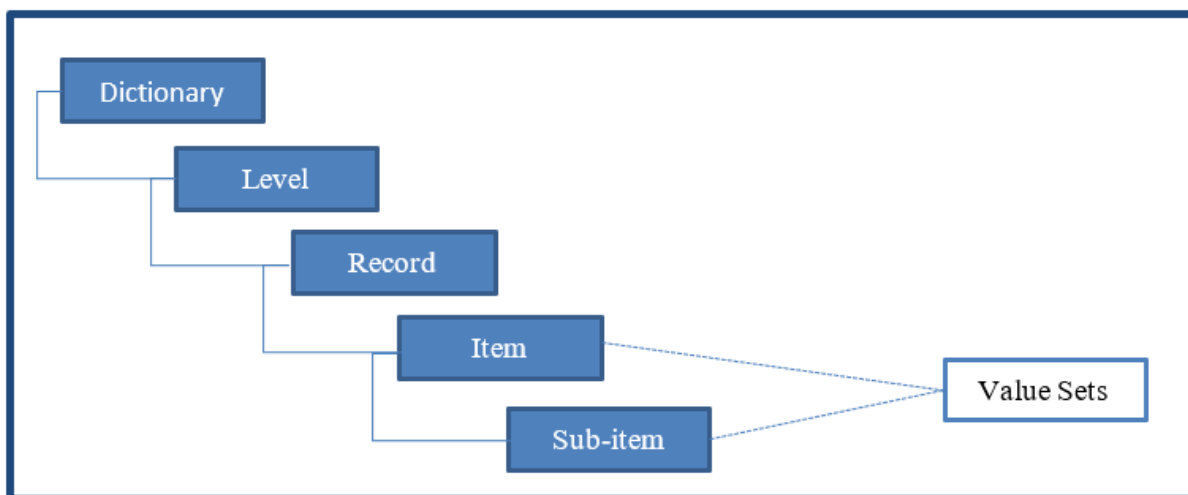 Dictionary
Level
Record
Item
Value Sets
Sub-item